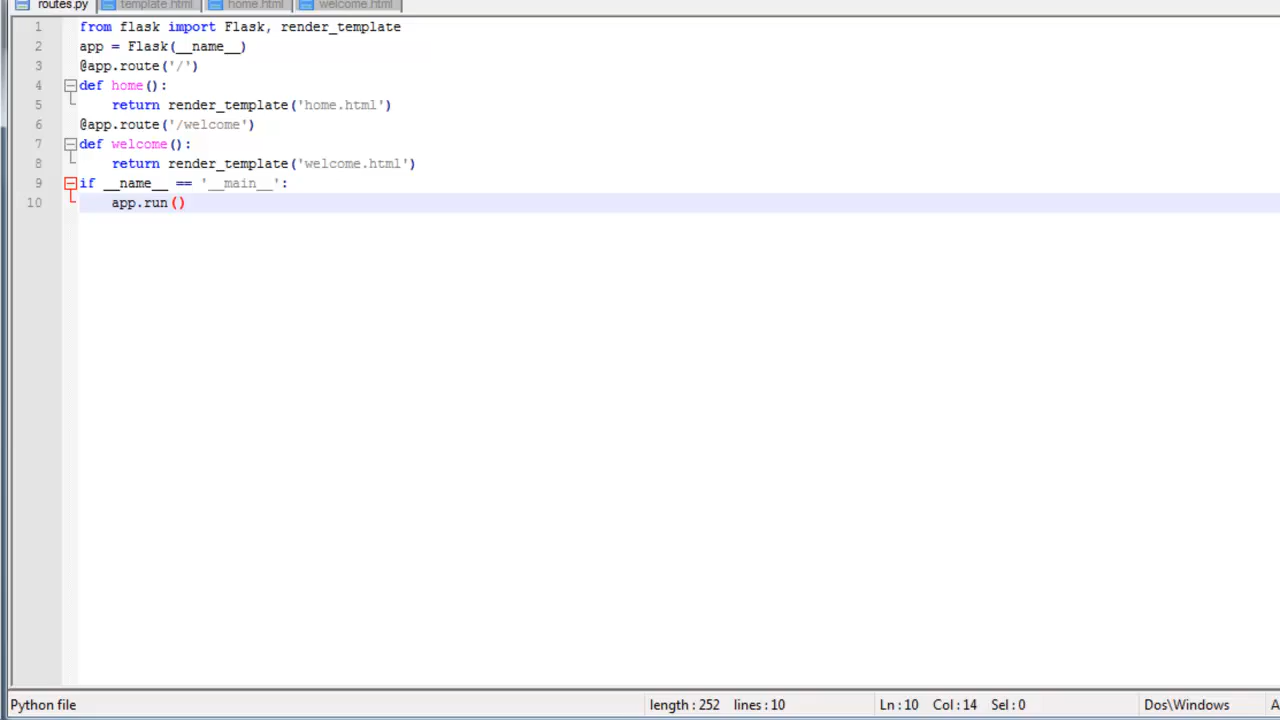 routes.py template.html home.html welcome.html
1 from flask import Flask, render_template
2 app = Flask(__name__)
3 @app.route('/')
4 def home():
5 return render_template('home.html')
6 @app.route('/welcome')
7 def welcome():
8 return render_template('welcome.html')
9 if __name__ == '__main__':
10 app.run()
Python file length : 252 lines : 10 Ln : 10 Col : 14 Sel : 0 Dos\Windows A